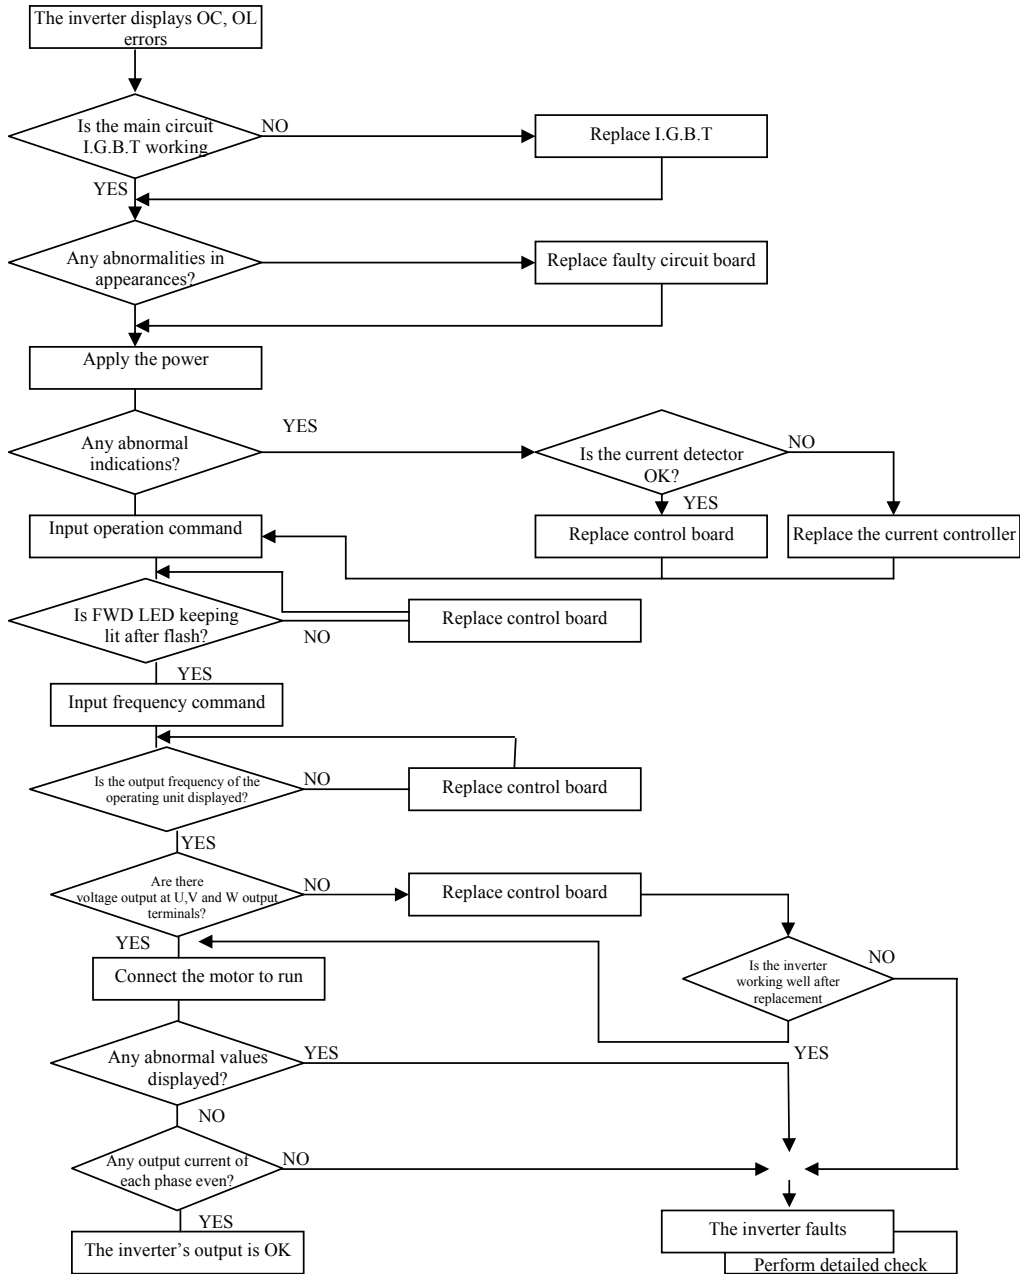 The inverter displays OC, OL
errors
Is the main circuit
I.G.B.T working
NO
Replace I.G.B.T
YES
Any abnormalities in
appearances?
Replace faulty circuit board
Apply the power
YES
Any abnormal
indications?
Is the current detector
OK?
NO
YES
Input operation command
Replace control board
Replace the current controller
Is FWD LED keeping
lit after flash?
NO
Replace control board
YES
Input frequency command
Is the output frequency of the
operating unit displayed?
NO
Replace control board
YES
Are there
voltage output at U,V and W output
terminals?
NO
Replace control board
YES
Connect the motor to run
Is the inverter
working well after
replacement
NO
YES
Any abnormal values
displayed?
YES
NO
Any output current of
each phase even?
NO
YES
The inverter's output is OK
The inverter faults
Perform detailed check